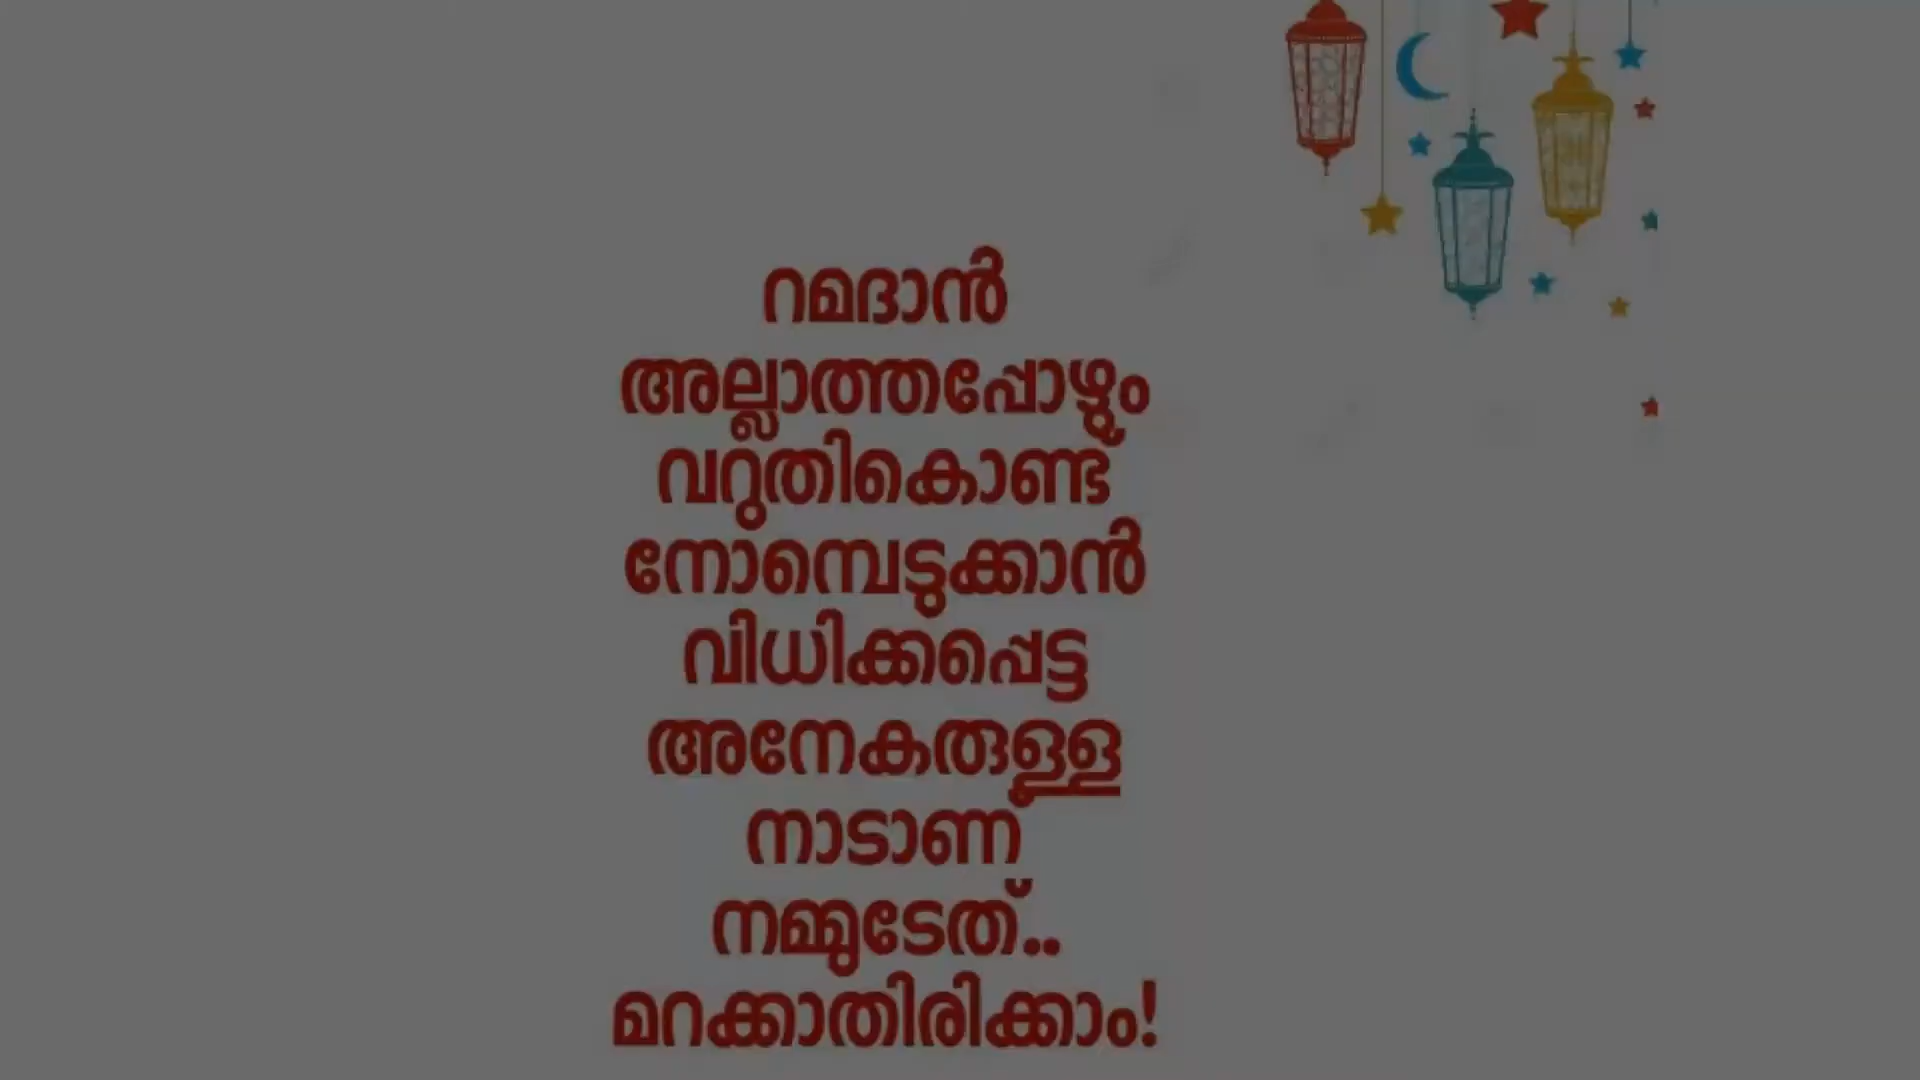 റമദാൻ
അല്ലാത്തപ്പോഴും
വറുതികൊണ്ട്
നോമ്പെടുക്കാൻ
വിധിക്കപ്പെട്ട
അനേകരുള്ള
നാടാണ്
നമ്മുടേത്..
മറക്കാതിരിക്കാം!